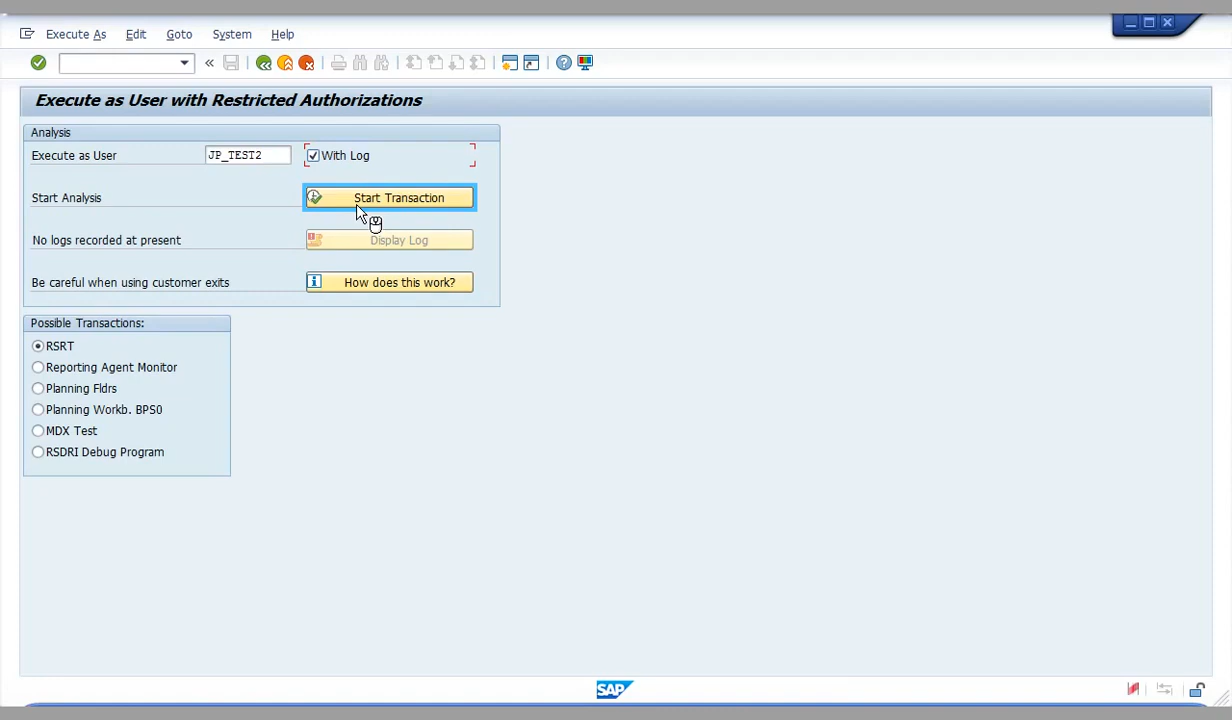 Execute As Edit Goto System Help
Execute as User with Restricted Authorizations
Analysis
Execute as User JP_TEST2 With Log
Start Analysis Start Transaction
No logs recorded at present Display Log
Be careful when using customer exits How does this work?
Possible Transactions:
RSRT
Reporting Agent Monitor
Planning Fldrs
Planning Workb. BPS0
MDX Test
RSDRI Debug Program
SAP